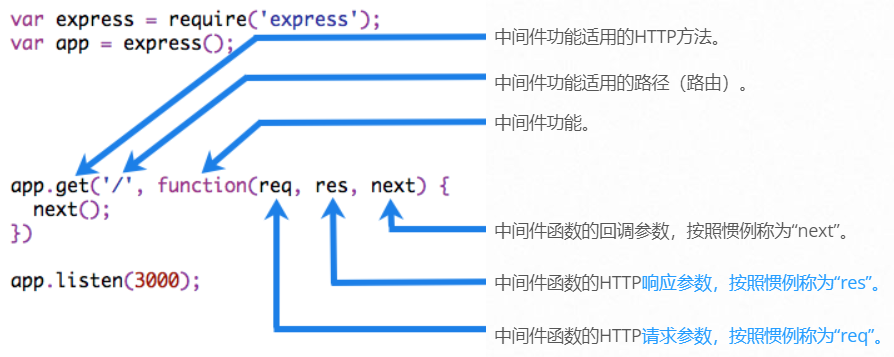 var express = require('express');
var app = express();
中间件功能适用的HTTP方法。
中间件功能适用的路径（路由）。
中间件功能。
app.get('/', function(req, res, next) {
  next();
})
中间件函数的回调参数，按照惯例称为“next”。
app.listen(3000);
中间件函数的HTTP响应参数，按照惯例称为“res”。
中间件函数的HTTP请求参数，按照惯例称为“req”。